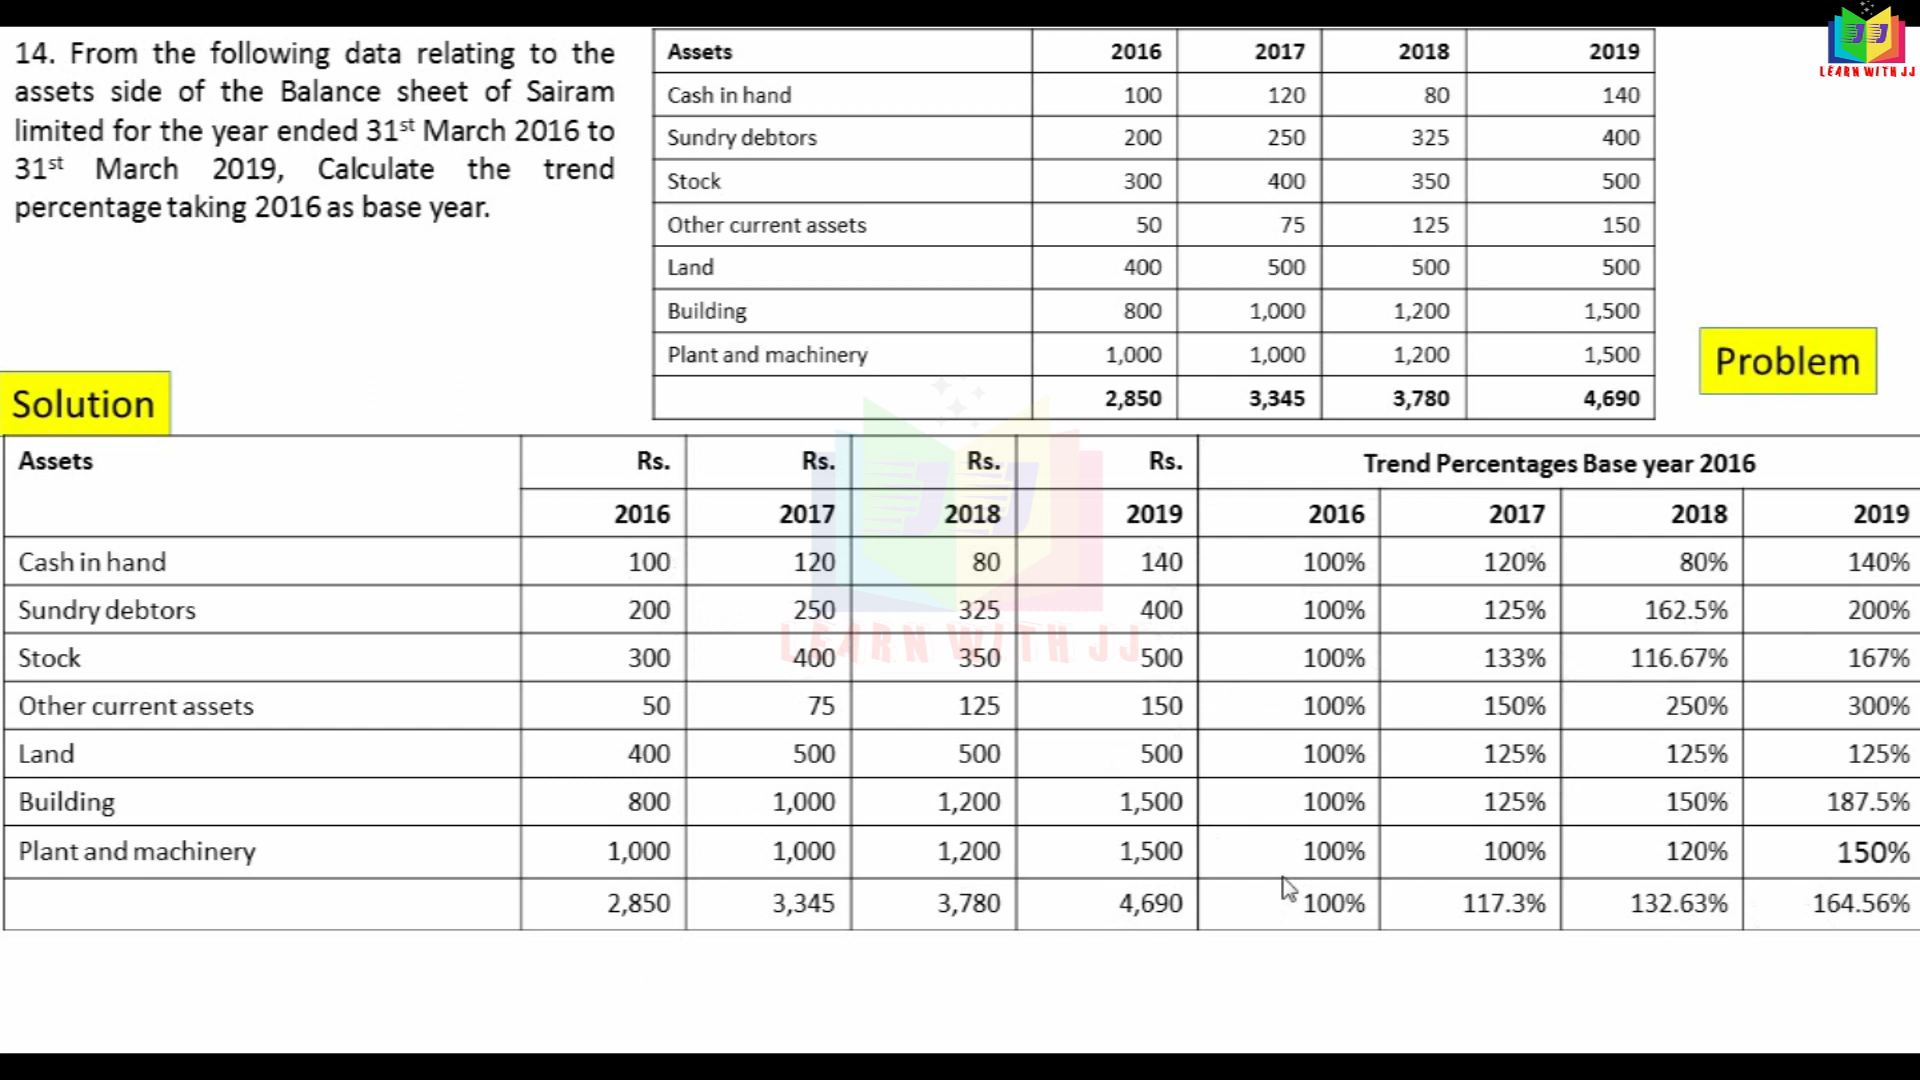 14. From the following data relating to the
assets side of the Balance sheet of Sairam
limited for the year ended 31st March 2016 to
31st March 2019, Calculate the trend
percentage taking 2016 as base year.
Assets 2016 2017 2018 2019
Cash in hand 100 120 80 140
Sundry debtors 200 250 325 400
Stock 300 400 350 500
Other current assets 50 75 125 150
Land 400 500 500 500
Building 800 1,000 1,200 1,500
Plant and machinery 1,000 1,000 1,200 1,500
2,850 3,345 3,780 4,690
JJ
LEARN WITH JJ
Problem
Solution
Assets Rs. Rs. Rs. Rs. Trend Percentages Base year 2016
2016 2017 2018 2019 2016 2017 2018 2019
Cash in hand 100 120 80 140 100% 120% 80% 140%
Sundry debtors 200 250 325 400 100% 125% 162.5% 200%
Stock 300 400 350 500 100% 133% 116.67% 167%
Other current assets 50 75 125 150 100% 150% 250% 300%
Land 400 500 500 500 100% 125% 125% 125%
Building 800 1,000 1,200 1,500 100% 125% 150% 187.5%
Plant and machinery 1,000 1,000 1,200 1,500 100% 100% 120% 150%
2,850 3,345 3,780 4,690 100% 117.3% 132.63% 164.56%
JJ
LEARN WITH JJ